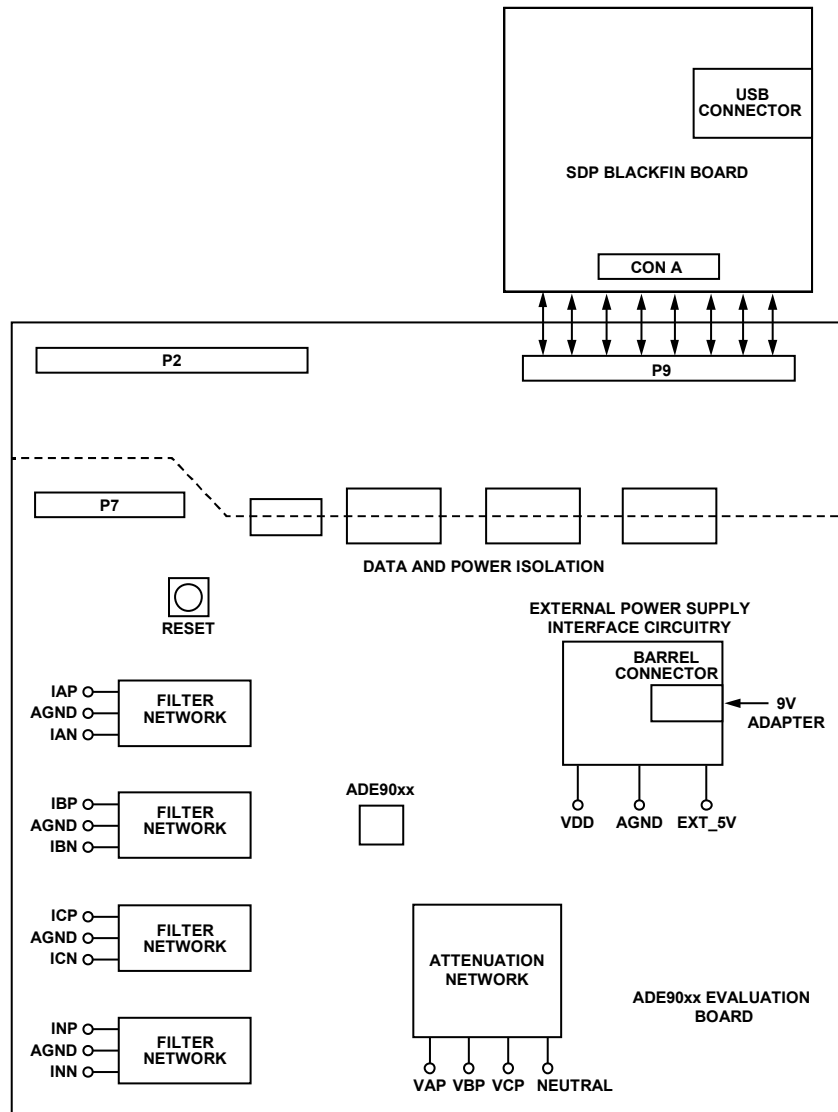 USB
CONNECTOR
SDP BLACKFIN BOARD
CON A
P2
P9
P7
DATA AND POWER ISOLATION
RESET
EXTERNAL POWER SUPPLY
INTERFACE CIRCUITRY
BARREL
CONNECTOR
9V
ADAPTER
VDD AGND EXT_5V
IAP
AGND
IAN
FILTER
NETWORK
ADE90xx
IBP
AGND
IBN
FILTER
NETWORK
ICP
AGND
ICN
FILTER
NETWORK
ATTENUATION
NETWORK
VAP VBP VCP NEUTRAL
ADE90xx EVALUATION
BOARD
INP
AGND
INN
FILTER
NETWORK